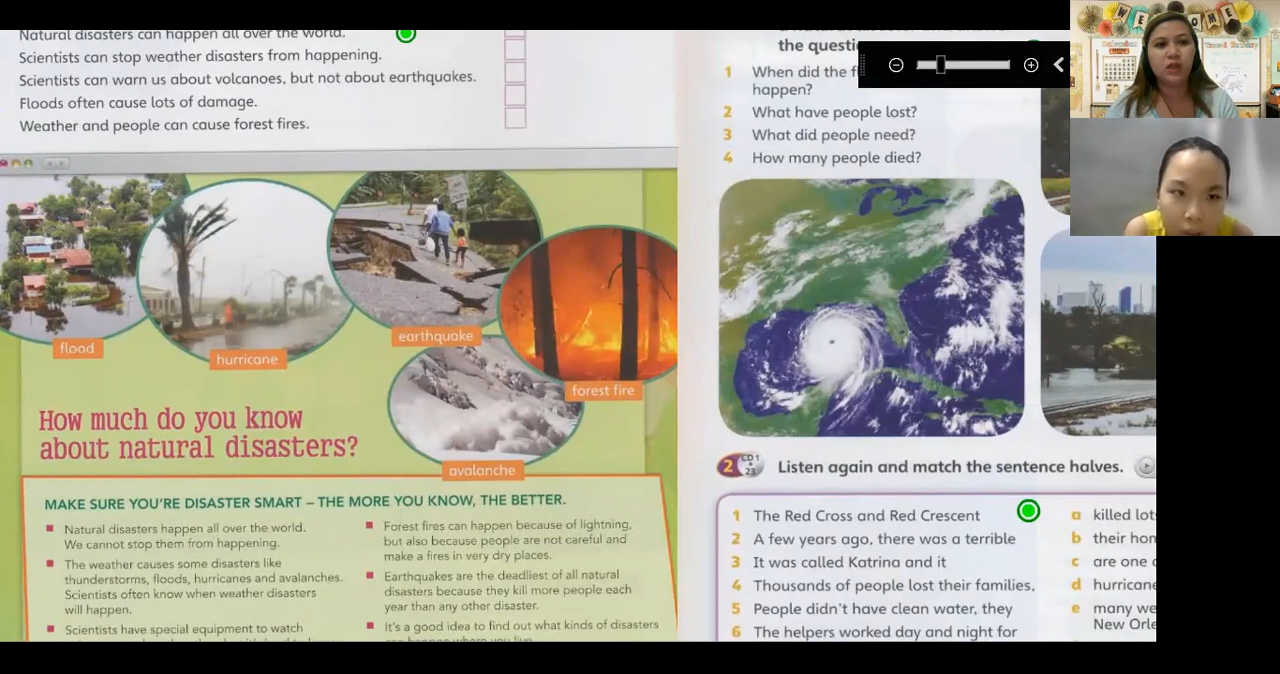 Natural disasters can happen all over the world.
Scientists can stop weather disasters from happening.
Scientists can warn us about volcanoes, but not about earthquakes.
Floods often cause lots of damage.
Weather and people can cause forest fires.
flood
hurricane
earthquake
forest fire
avalanche
How much do you know
about natural disasters?
MAKE SURE YOU'RE DISASTER SMART – THE MORE YOU KNOW, THE BETTER.
Natural disasters happen all over the world.
We cannot stop them from happening.
The weather causes some disasters like
thunderstorms, floods, hurricanes and avalanches.
Scientists often know when weather disasters
will happen.
Scientists have special equipment to watch
Forest fires can happen because of lightning,
but also because people are not careful and
make a fires in very dry places.
Earthquakes are the deadliest of all natural
disasters because they kill more people each
year than any other disaster.
It's a good idea to find out what kinds of disasters
can happen where you live.
the questi
1 When did the f
happen?
2 What have people lost?
3 What did people need?
4 How many people died?
2 CD 1 23 Listen again and match the sentence halves.
1 The Red Cross and Red Crescent
2 A few years ago, there was a terrible
3 It was called Katrina and it
4 Thousands of people lost their families,
5 People didn't have clean water, they
6 The helpers worked day and night for
a killed lots
b their hom
c are one o
d hurricane
e many we
New Orle
WELCOME
Calendar